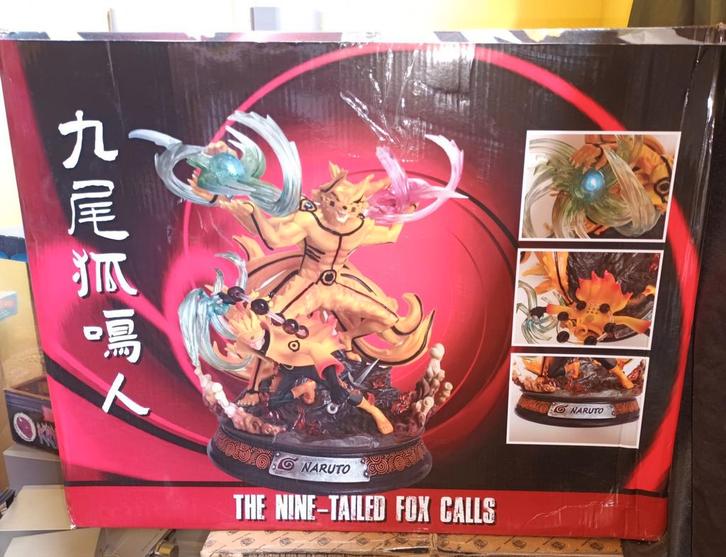 九尾狐鳴人
NARUTO
NARUTO
THE NINE-TAILED FOX CALLS